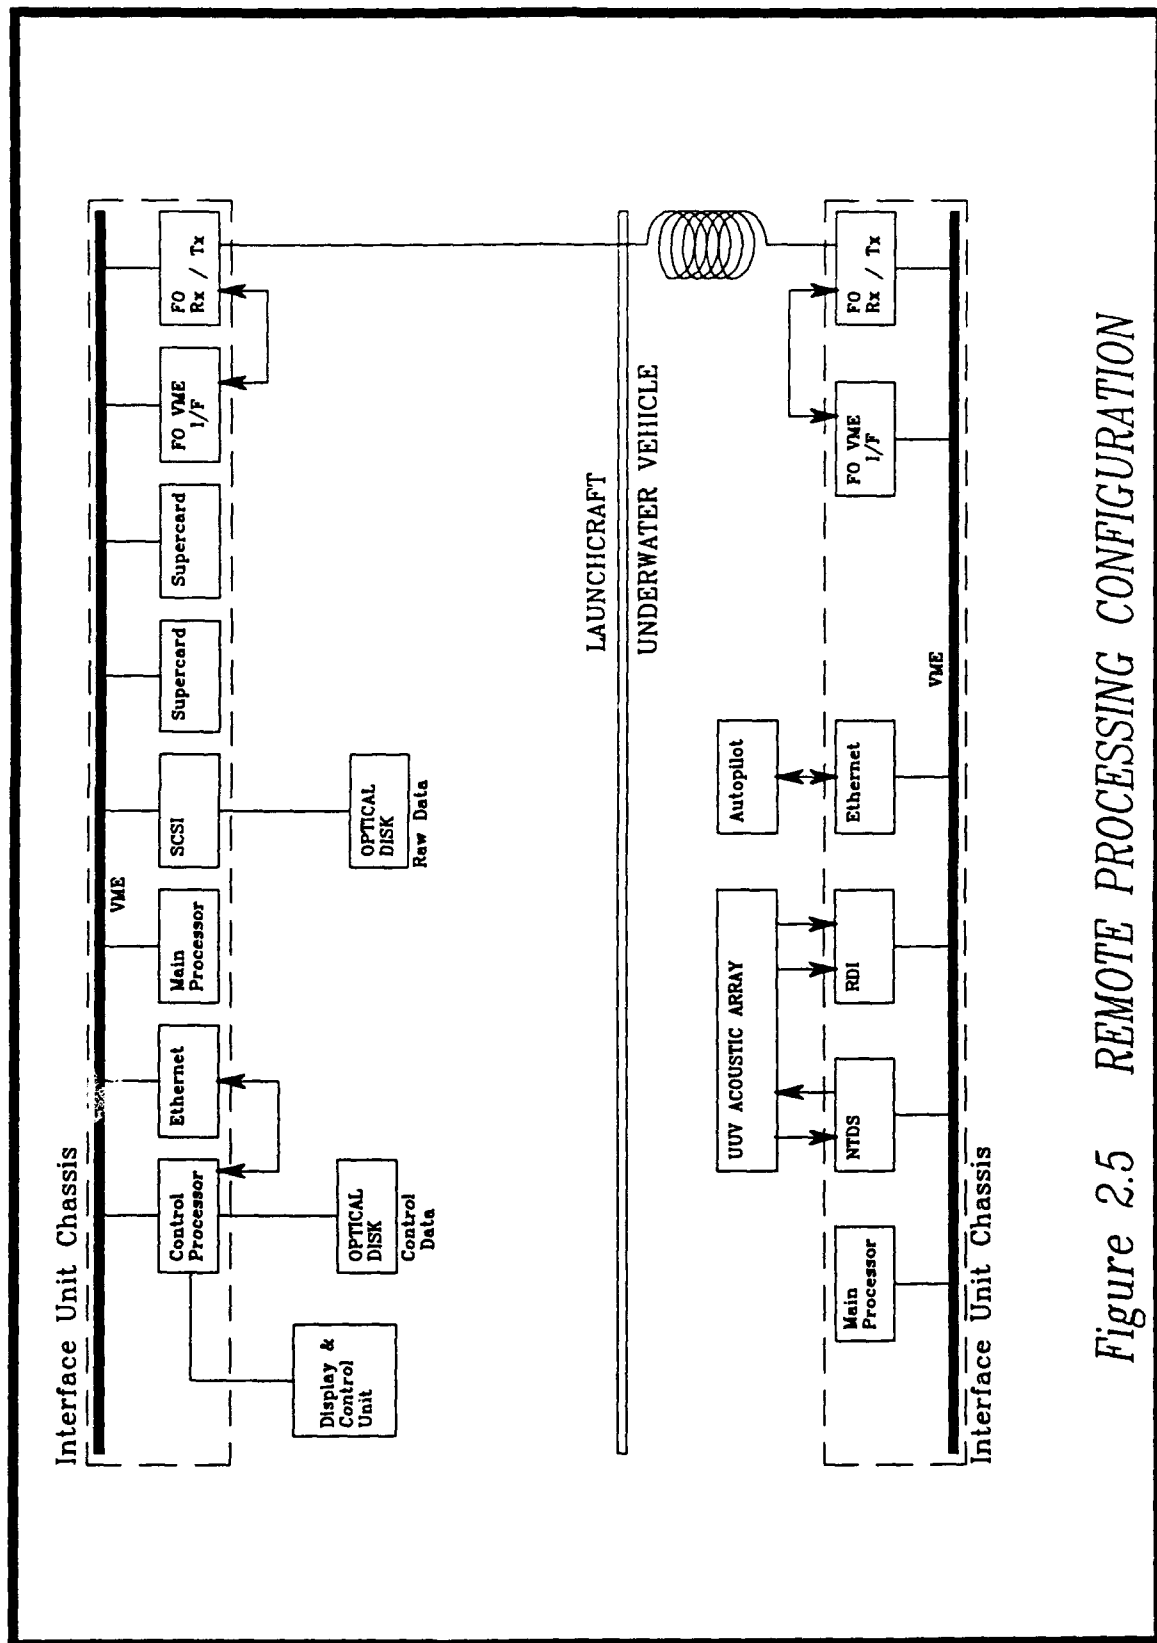 Interface Unit Chassis
VME
Control
Processor
Ethernet
Main
Processor
SCSI
Supercard
Supercard
FO VME
I/F
FO
Rx / Tx
Display &
Control
Unit
OPTICAL
DISK
Control
Data
OPTICAL
DISK
Raw Data
LAUNCHCRAFT
UNDERWATER VEHICLE
UUV ACOUSTIC ARRAY
Autopilot
Main
Processor
NTDS
RDI
Ethernet
FO VME
I/F
FO
Rx / Tx
VME
Interface Unit Chassis
Figure 2.5 REMOTE PROCESSING CONFIGURATION